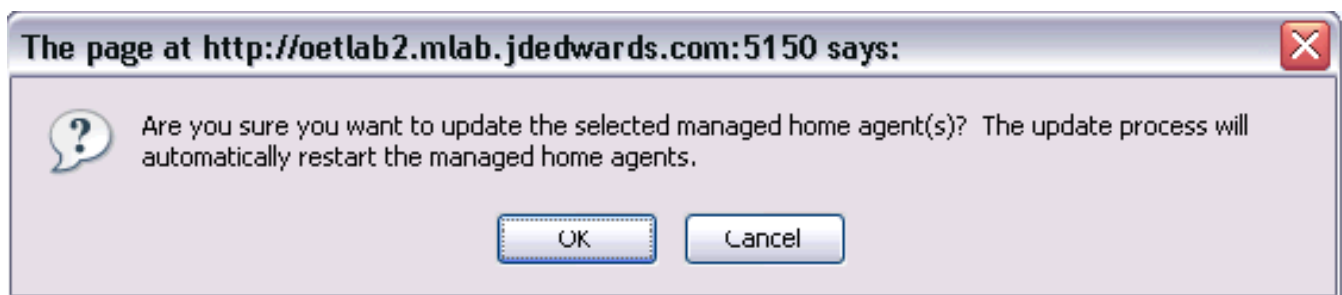 The page at http://oetlab2.mlab.jdedwards.com:5150 says:
Are you sure you want to update the selected managed home agent(s)?  The update process will
automatically restart the managed home agents.
OK
Cancel